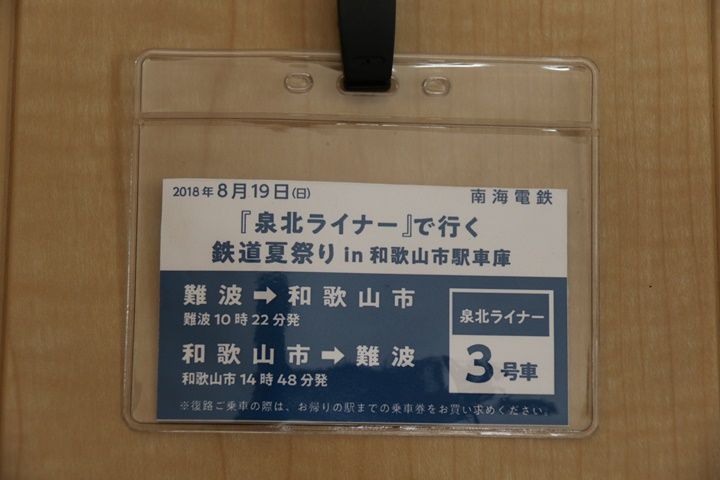 2018年8月19日(日) 南海電鉄
『泉北ライナー』で行く
鉄道夏祭り in 和歌山市駅車庫
難波➡和歌山市
難波10時22分発
和歌山市➡難波
和歌山市14時48分発
泉北ライナー
3号車
※復路ご乗車の際は、お帰りの駅までの乗車券をお買い求めください。